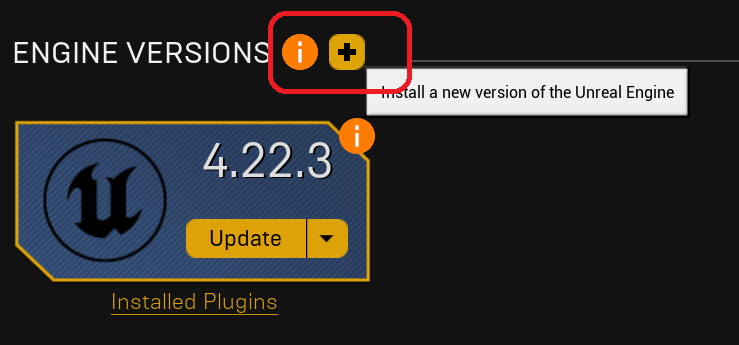 ENGINE VERSIONS
Install a new version of the Unreal Engine
4.22.3
Update
Installed Plugins